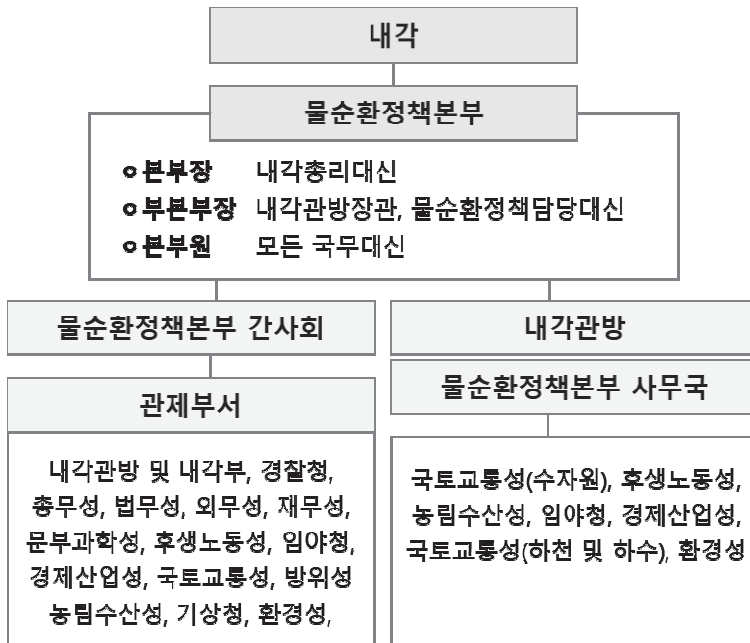 내각
물순환정책본부
ㅇ본부장 내각총리대신
ㅇ부본부장 내각관방장관, 물순환정책담당대신
ㅇ본부원 모든 국무대신
물순환정책본부 간사회
관제부서
내각관방 및 내각부, 경찰청,
총무성, 법무성, 외무성, 재무성,
문부과학성, 후생노동성, 임야청,
경제산업성, 국토교통성, 방위성
농림수산성, 기상청, 환경성,
내각관방
물순환정책본부 사무국
국토교통성(수자원), 후생노동성,
농림수산성, 임야청, 경제산업성,
국토교통성(하천 및 하수), 환경성